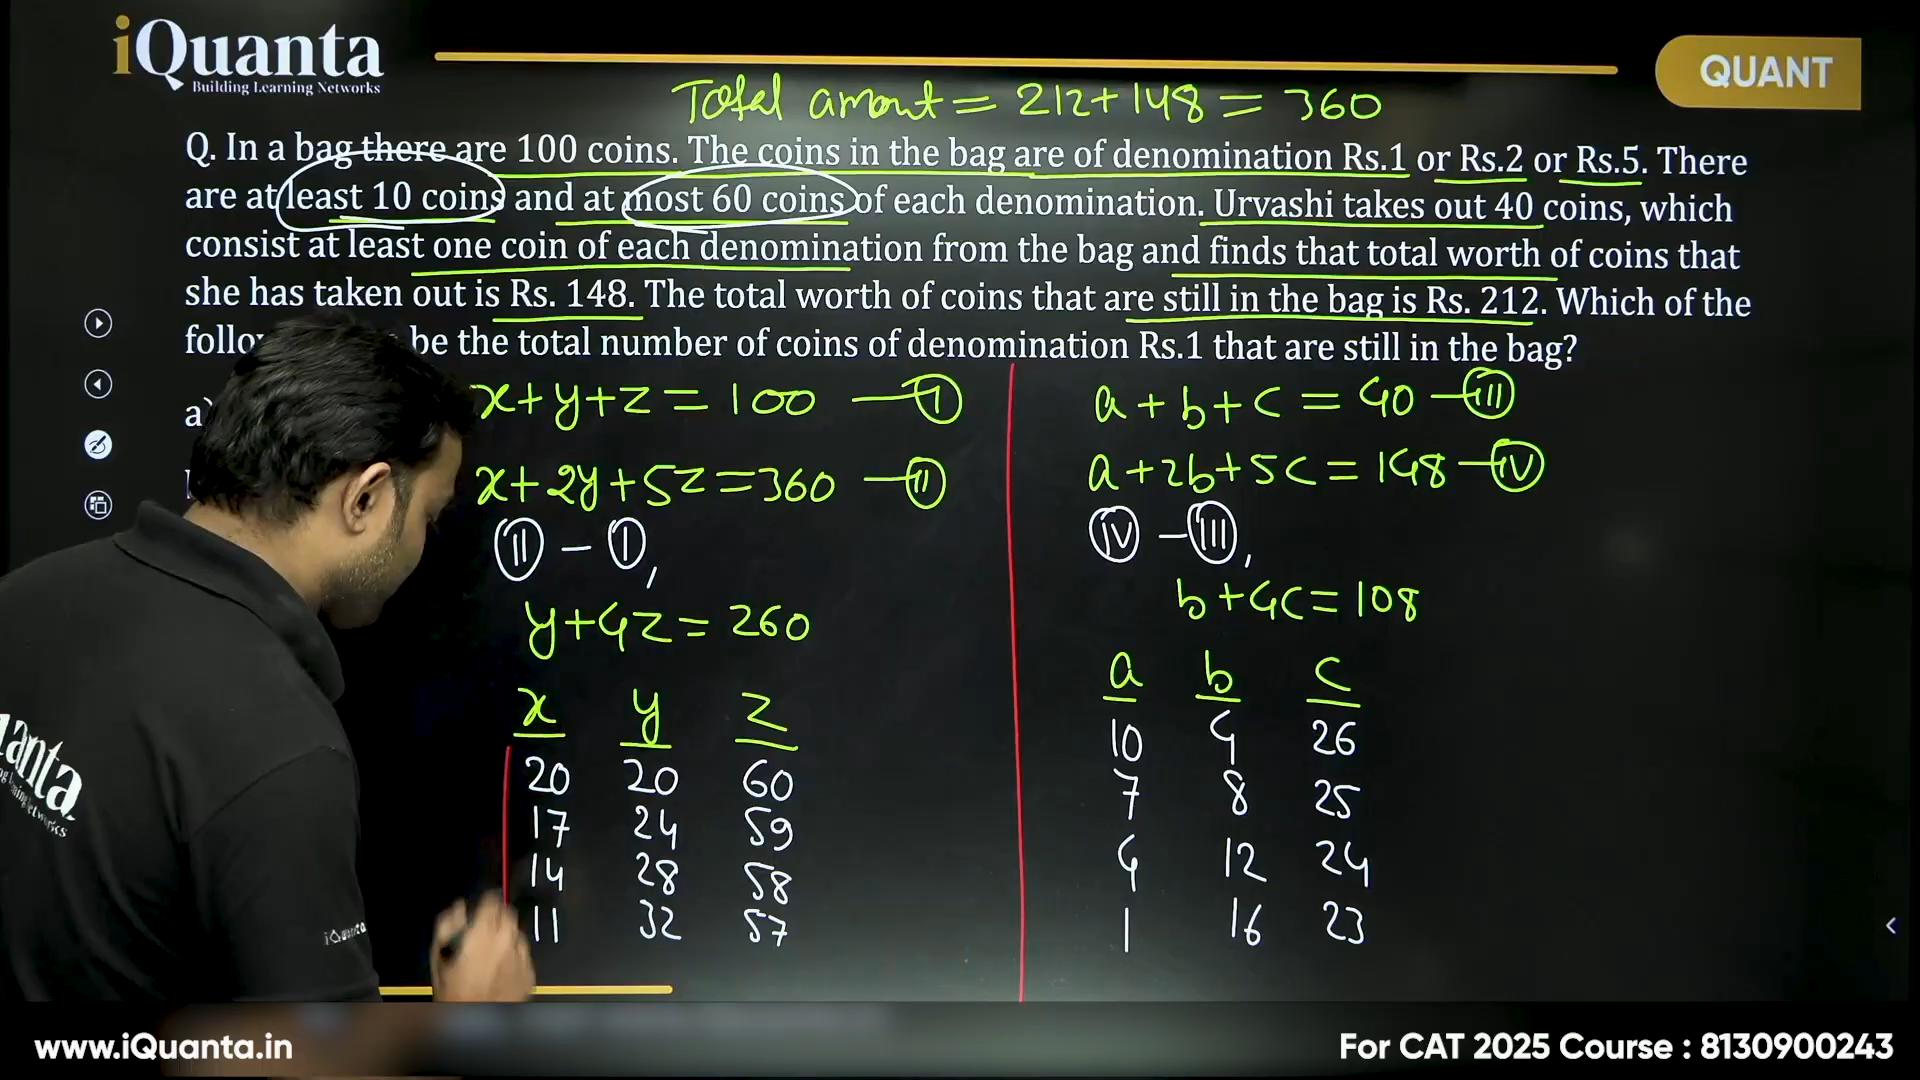 iQuanta
Building Learning Networks
QUANT
Total amount = 212+148 = 360
Q. In a bag there are 100 coins. The coins in the bag are of denomination Rs.1 or Rs.2 or Rs.5. There
are at least 10 coins and at most 60 coins of each denomination. Urvashi takes out 40 coins, which
consist at least one coin of each denomination from the bag and finds that total worth of coins that
she has taken out is Rs. 148. The total worth of coins that are still in the bag is Rs. 212. Which of the
be the total number of coins of denomination Rs.1 that are still in the bag?
a)
x+y+z = 100 — I
x+2y+5z=360 — II
II – I,
y+4z= 260
x y z
20 20 60
17 24 59
14 28 58
11 32 57
a+b+c = 40 — III
a+2b+5c = 148 — IV
IV – III,
b+4c= 108
a b c
10 4 26
7 8 25
4 12 24
1 16 23
iQuanta
www.iQuanta.in
For CAT 2025 Course : 8130900243